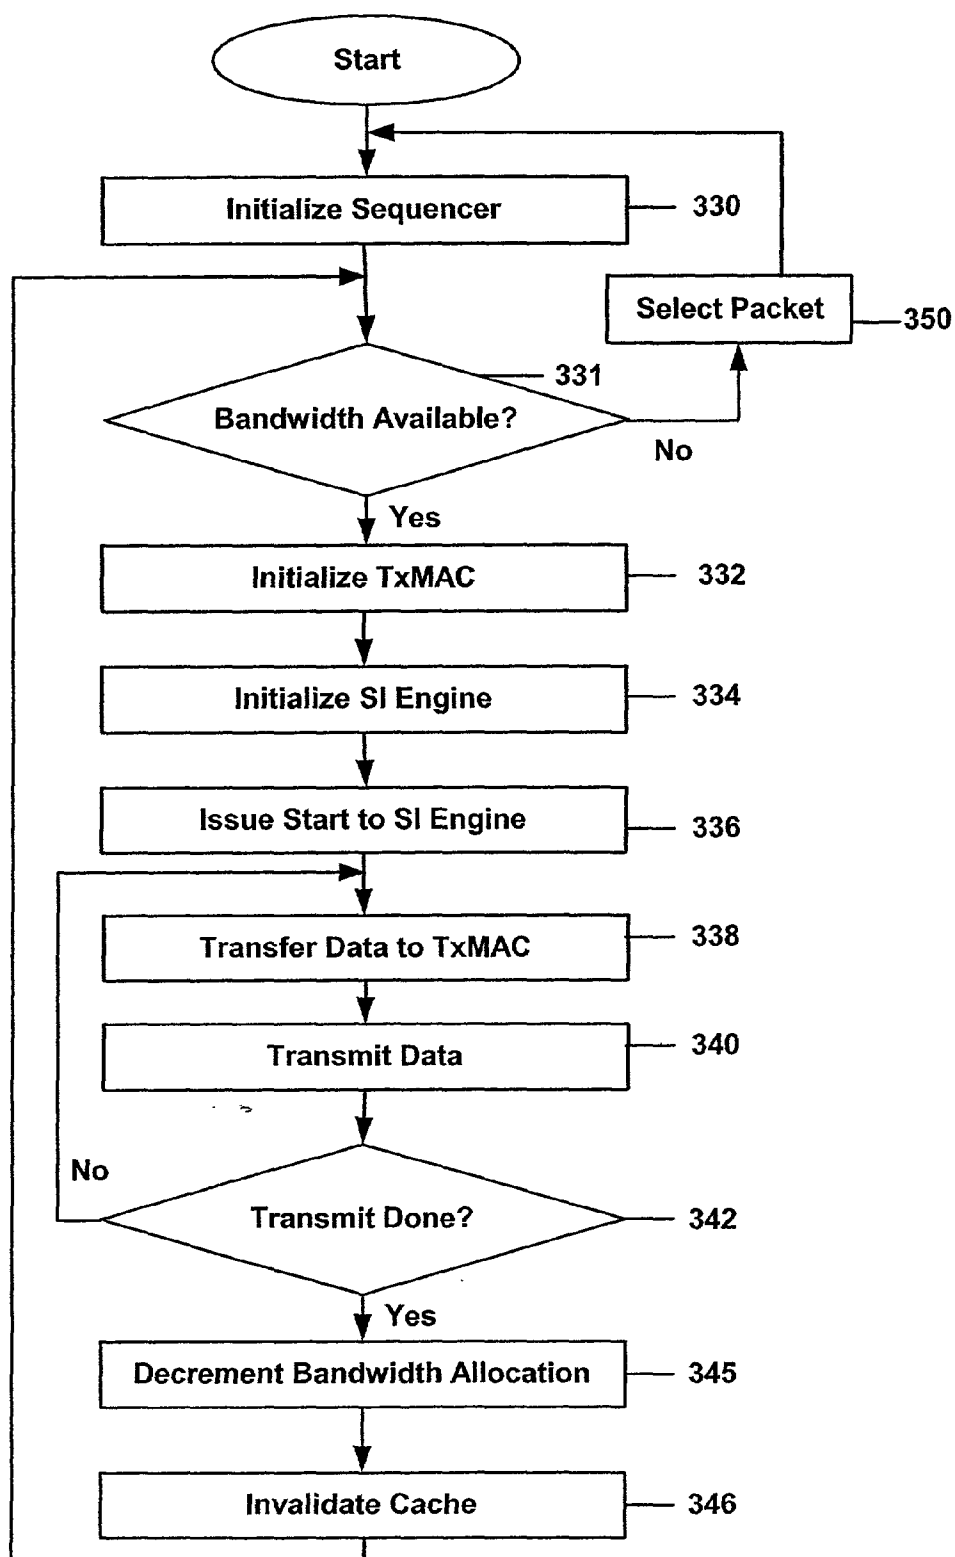 Start
Initialize Sequencer
330
Select Packet
350
331
Bandwidth Available?
No
Yes
Initialize TxMAC
332
Initialize SI Engine
334
Issue Start to SI Engine
336
Transfer Data to TxMAC
338
Transmit Data
340
No
Transmit Done?
342
Yes
Decrement Bandwidth Allocation
345
Invalidate Cache
346